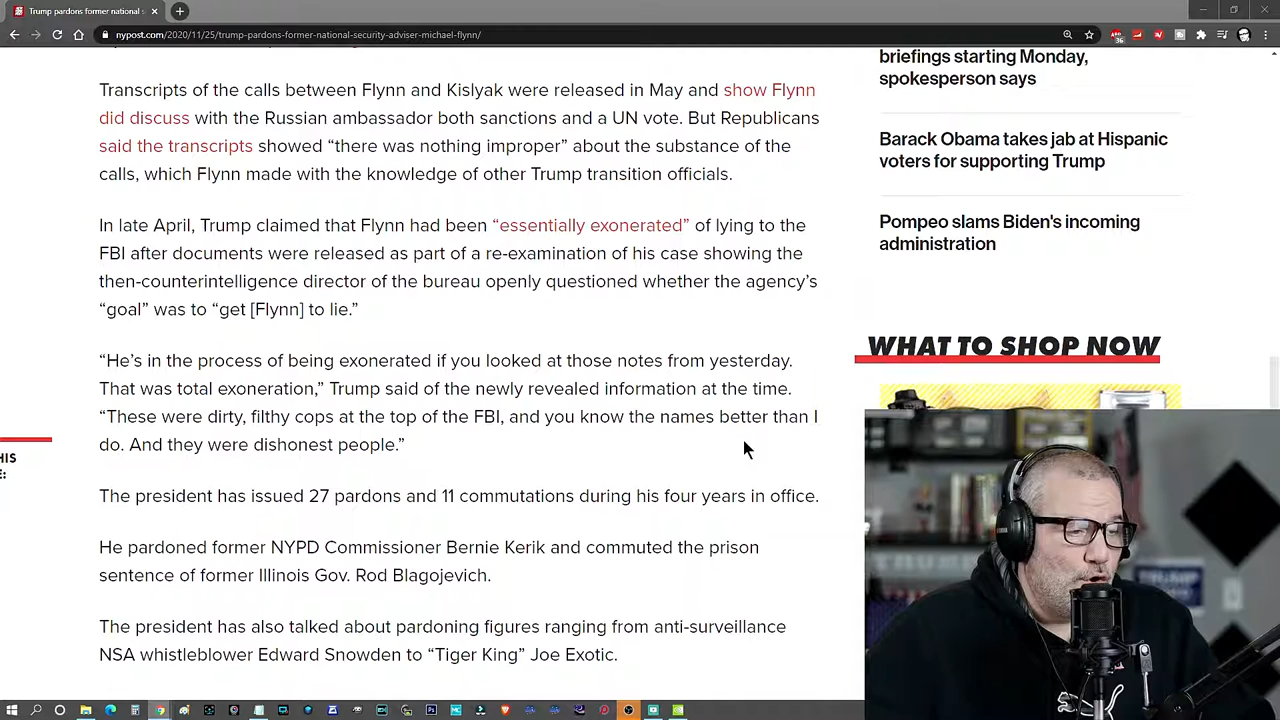 Trump pardons former national s
nypost.com/2020/11/25/trump-pardons-former-national-security-adviser-michael-flynn/
Transcripts of the calls between Flynn and Kislyak were released in May and show Flynn
did discuss with the Russian ambassador both sanctions and a UN vote. But Republicans
said the transcripts showed “there was nothing improper” about the substance of the
calls, which Flynn made with the knowledge of other Trump transition officials.
In late April, Trump claimed that Flynn had been “essentially exonerated” of lying to the
FBI after documents were released as part of a re-examination of his case showing the
then-counterintelligence director of the bureau openly questioned whether the agency’s
“goal” was to “get [Flynn] to lie.”
“He’s in the process of being exonerated if you looked at those notes from yesterday.
That was total exoneration,” Trump said of the newly revealed information at the time.
“These were dirty, filthy cops at the top of the FBI, and you know the names better than I
do. And they were dishonest people.”
The president has issued 27 pardons and 11 commutations during his four years in office.
He pardoned former NYPD Commissioner Bernie Kerik and commuted the prison
sentence of former Illinois Gov. Rod Blagojevich.
The president has also talked about pardoning figures ranging from anti-surveillance
NSA whistleblower Edward Snowden to “Tiger King” Joe Exotic.
HIS
E:
briefings starting Monday,
spokesperson says
Barack Obama takes jab at Hispanic
voters for supporting Trump
Pompeo slams Biden's incoming
administration
WHAT TO SHOP NOW
TRUMP